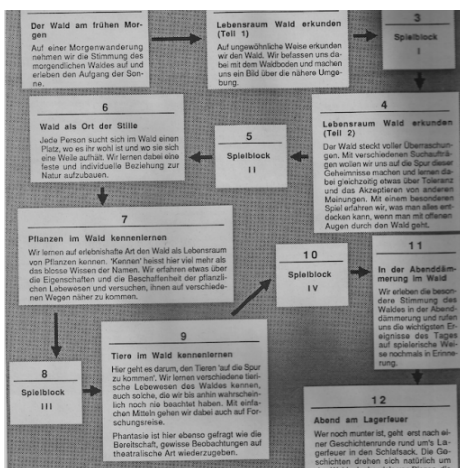 Der Wald am frühen Mor-
gen
Auf einer Morgenwanderung
nehmen wir die Stimmung des
morgendlichen Waldes auf und
erleben den Aufgang der Son-
ne.
Lebensraum Wald erkunden
(Teil 1)
Auf ungewöhnliche Weise erkunden
wir den Wald. Wir befassen uns da-
bei mit dem Waldboden und machen
uns ein Bild über die nähere Umge-
bung.
3
Spielblock
I
4
Lebensraum Wald erkunden
(Teil 2)
Der Wald steckt voller Überraschun-
gen. Mit verschiedenen Suchaufträ-
gen wollen wir uns auf die Spur dieser
Geheimnisse machen und lernen da-
bei gleichzeitig etwas über Toleranz
und das Akzeptieren von anderen
Meinungen. Mit einem besonderen
Spiel erfahren wir, was man alles ent-
decken kann, wenn man mit offenen
Augen durch den Wald geht.
5
Spielblock
II
6
Wald als Ort der Stille
Jede Person sucht sich im Wald einen
Platz, wo es ihr wohl ist und wo sie sich
eine Weile aufhält. Wir lernen dabei eine
feste und individuelle Beziehung zur
Natur aufzubauen.
7
Pflanzen im Wald kennenlernen
Wir lernen auf erlebnishafte Art den Wald als Lebensraum
von Pflanzen kennen. 'Kennen' heisst hier viel mehr als
das blosse Wissen der Namen. Wir erfahren etwas über
die Eigenschaften und die Beschaffenheit der pflanzli-
chen Lebewesen und versuchen, ihnen auf verschiede-
nen Wegen näher zu kommen.
8
Spielblock
III
9
Tiere im Wald kennenlernen
Hier geht es darum, den Tieren 'auf die Spur
zu kommen'. Wir lernen verschiedene tieri-
sche Lebewesen des Waldes kennen,
auch solche, die wir bis anhin wahrschein-
lich noch nie beachtet haben. Mit einfa-
chen Mitteln gehen wir dabei auch auf For-
schungsreise.
Phantasie ist hier ebenso gefragt wie die
Bereitschaft, gewisse Beobachtungen auf
theatralische Art wiederzugeben.
10
Spielblock
IV
11
In der Abenddäm-
merung im Wald
Wir erleben die beson-
dere Stimmung des
Waldes in der Abend-
dämmerung und rufen
uns die wichtigsten Er-
eignisse des Tages
auf spielerische Wei-
se nochmals in Erinne-
rung.
12
Abend am Lagerfeuer
Wer noch munter ist, geht erst nach ei-
ner Geschichtenrunde rund um's La-
gerfeuer in den Schlafsack. Die Ge-
schichten drehen sich natürlich um